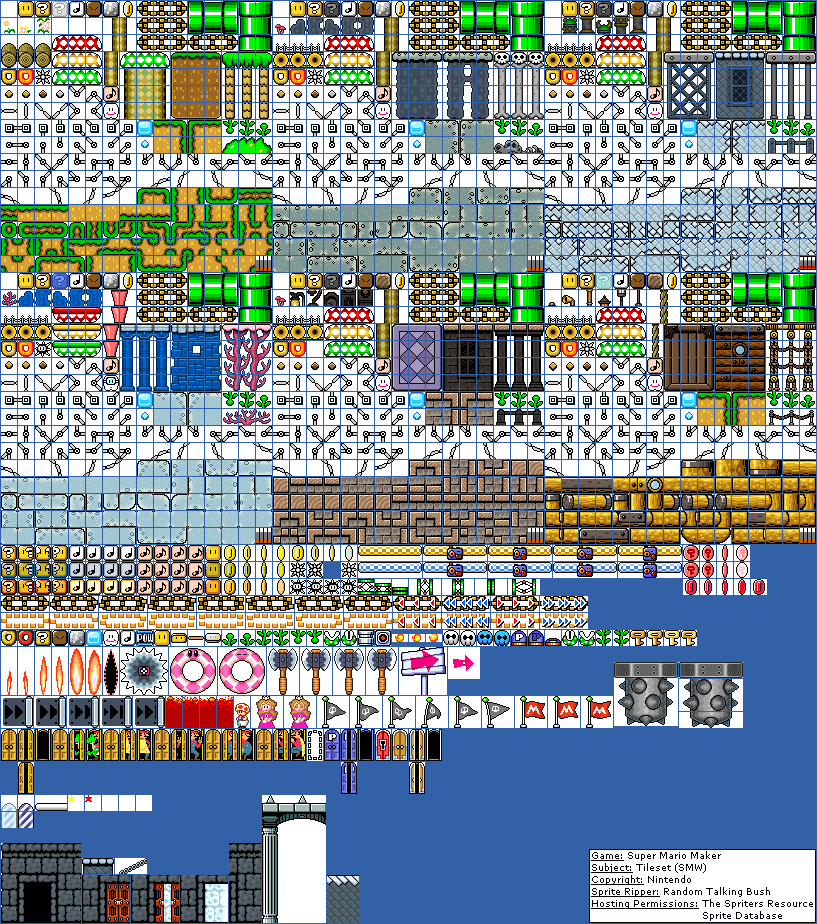 Game: Super Mario Maker
Subject: Tileset (SMW)
Copyright: Nintendo
Sprite Ripper: Random Talking Bush
Hosting Permissions: The Spriters Resource
Sprite Database